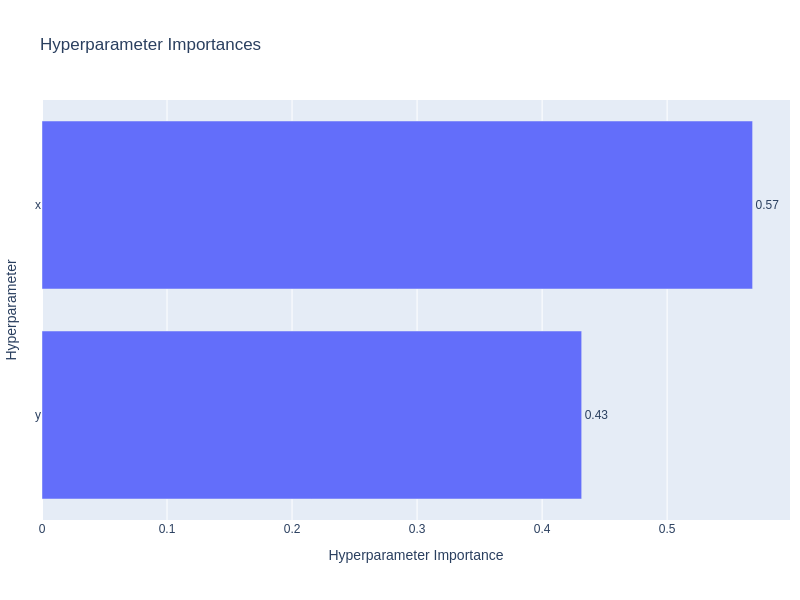 Hyperparameter Importances
Hyperparameter
x
0.57
y
0.43
0 0.1 0.2 0.3 0.4 0.5
Hyperparameter Importance